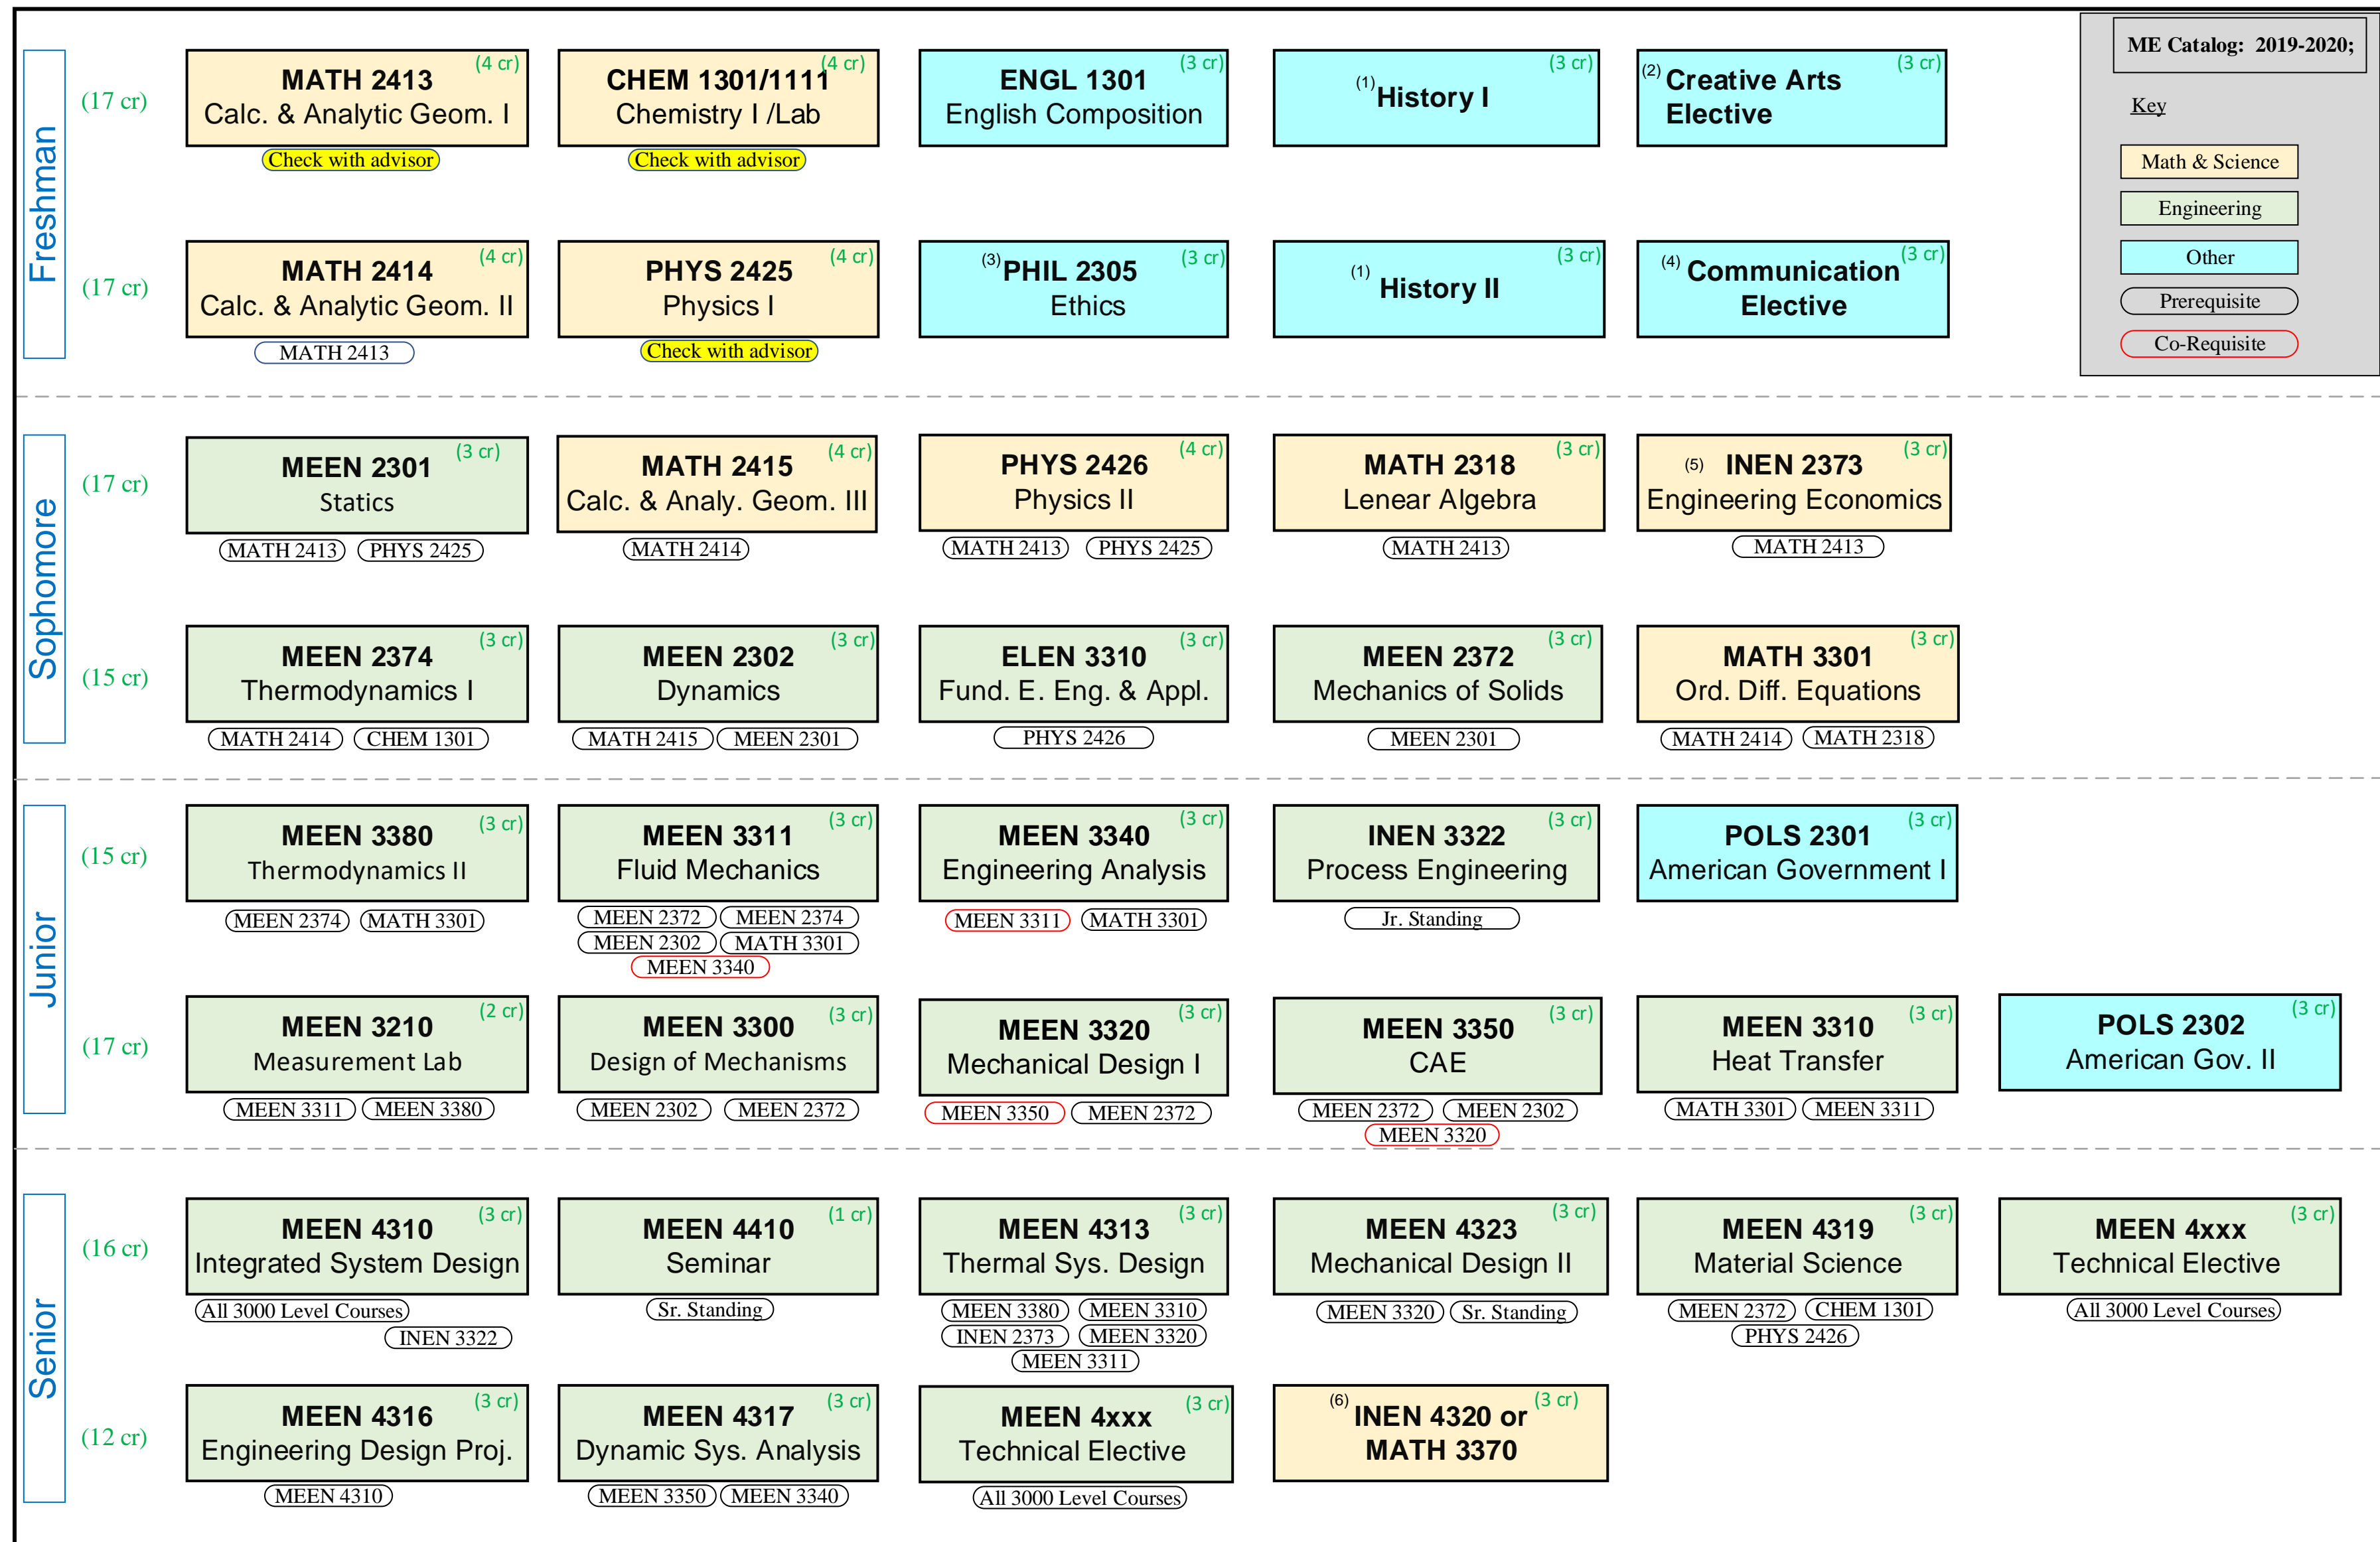 ME Catalog: 2019-2020;
Key
Math & Science
Engineering
Other
Prerequisite
Co-Requisite
Freshman
(17 cr)
MATH 2413 (4 cr)
Calc. & Analytic Geom. I
Check with advisor
CHEM 1301/1111 (4 cr)
Chemistry I /Lab
Check with advisor
ENGL 1301 (3 cr)
English Composition
(1) History I (3 cr)
(2) Creative Arts (3 cr)
Elective
(17 cr)
MATH 2414 (4 cr)
Calc. & Analytic Geom. II
MATH 2413
PHYS 2425 (4 cr)
Physics I
Check with advisor
(3) PHIL 2305 (3 cr)
Ethics
(1) History II (3 cr)
(4) Communication (3 cr)
Elective
Sophomore
(17 cr)
MEEN 2301 (3 cr)
Statics
MATH 2413 PHYS 2425
MATH 2415 (4 cr)
Calc. & Analy. Geom. III
MATH 2414
PHYS 2426 (4 cr)
Physics II
MATH 2413 PHYS 2425
MATH 2318 (3 cr)
Lenear Algebra
MATH 2413
(5) INEN 2373 (3 cr)
Engineering Economics
MATH 2413
(15 cr)
MEEN 2374 (3 cr)
Thermodynamics I
MATH 2414 CHEM 1301
MEEN 2302 (3 cr)
Dynamics
MATH 2415 MEEN 2301
ELEN 3310 (3 cr)
Fund. E. Eng. & Appl.
PHYS 2426
MEEN 2372 (3 cr)
Mechanics of Solids
MEEN 2301
MATH 3301 (3 cr)
Ord. Diff. Equations
MATH 2414 MATH 2318
Junior
(15 cr)
MEEN 3380 (3 cr)
Thermodynamics II
MEEN 2374 MATH 3301
MEEN 3311 (3 cr)
Fluid Mechanics
MEEN 2372 MEEN 2374
MEEN 2302 MATH 3301
MEEN 3340
MEEN 3340 (3 cr)
Engineering Analysis
MEEN 3311 MATH 3301
INEN 3322 (3 cr)
Process Engineering
Jr. Standing
POLS 2301 (3 cr)
American Government I
(17 cr)
MEEN 3210 (2 cr)
Measurement Lab
MEEN 3311 MEEN 3380
MEEN 3300 (3 cr)
Design of Mechanisms
MEEN 2302 MEEN 2372
MEEN 3320 (3 cr)
Mechanical Design I
MEEN 3350 MEEN 2372
MEEN 3350 (3 cr)
CAE
MEEN 2372 MEEN 2302
MEEN 3320
MEEN 3310 (3 cr)
Heat Transfer
MATH 3301 MEEN 3311
POLS 2302 (3 cr)
American Gov. II
Senior
(16 cr)
MEEN 4310 (3 cr)
Integrated System Design
All 3000 Level Courses
INEN 3322
MEEN 4410 (1 cr)
Seminar
Sr. Standing
MEEN 4313 (3 cr)
Thermal Sys. Design
MEEN 3380 MEEN 3310
INEN 2373 MEEN 3320
MEEN 3311
MEEN 4323 (3 cr)
Mechanical Design II
MEEN 3320 Sr. Standing
MEEN 4319 (3 cr)
Material Science
MEEN 2372 CHEM 1301
PHYS 2426
MEEN 4xxx (3 cr)
Technical Elective
All 3000 Level Courses
(12 cr)
MEEN 4316 (3 cr)
Engineering Design Proj.
MEEN 4310
MEEN 4317 (3 cr)
Dynamic Sys. Analysis
MEEN 3350 MEEN 3340
MEEN 4xxx (3 cr)
Technical Elective
All 3000 Level Courses
(6) INEN 4320 or (3 cr)
MATH 3370